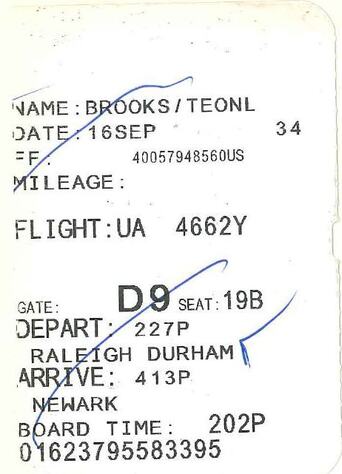 NAME: BROOKS/TEONL
DATE: 16SEP 34
FF: 40057948560US
MILEAGE:
FLIGHT: UA 4662Y
GATE: D9 SEAT: 19B
DEPART: 227P
RALEIGH DURHAM
ARRIVE: 413P
NEWARK
BOARD TIME: 202P
01623795583395